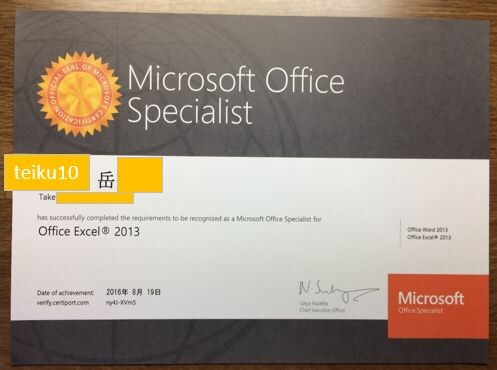 OFFICIAL SEAL OF MICROSOFT CERTIFICATION
Microsoft Office
Specialist
teiku10
岳
Take
has successfully completed the requirements to be recognized as a Microsoft Office Specialist for
Office Excel® 2013
Office Word 2013
Office Excel® 2013
Date of achievement: 2016年 8月 19日
verify.certiport.com ny4J-XVm5
Satya Nadella
Chief Executive Officer
Microsoft
Office Specialist